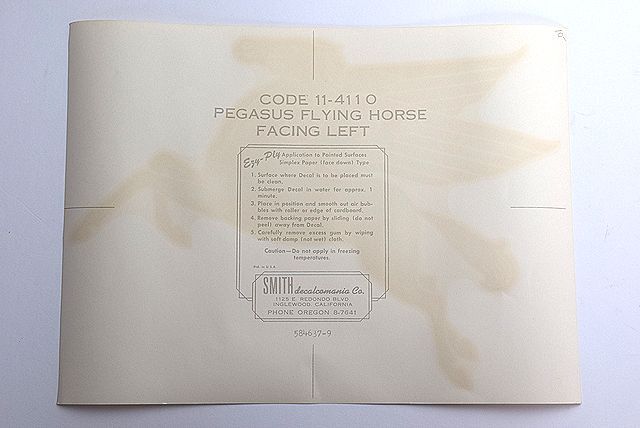 CODE 11-4110
PEGASUS FLYING HORSE
FACING LEFT
Ezy-Ply Application to Painted Surfaces
Simplex Paper (face down) Type
1. Surface where Decal is to be placed must
be clean.
2. Submerge Decal in water for approx. 1
minute.
3. Place in position and smooth out air bub-
bles with roller or edge of cardboard.
4. Remove backing paper by sliding (do not
peel) away from Decal.
5. Carefully remove excess gum by wiping
with soft damp (not wet) cloth.
Caution—Do not apply in freezing
temperatures.
Ptd. in U.S.A.
SMITH decalcomania Co.
1125 E. REDONDO BLVD
INGLEWOOD, CALIFORNIA
PHONE OREGON 8-7641
584637-9